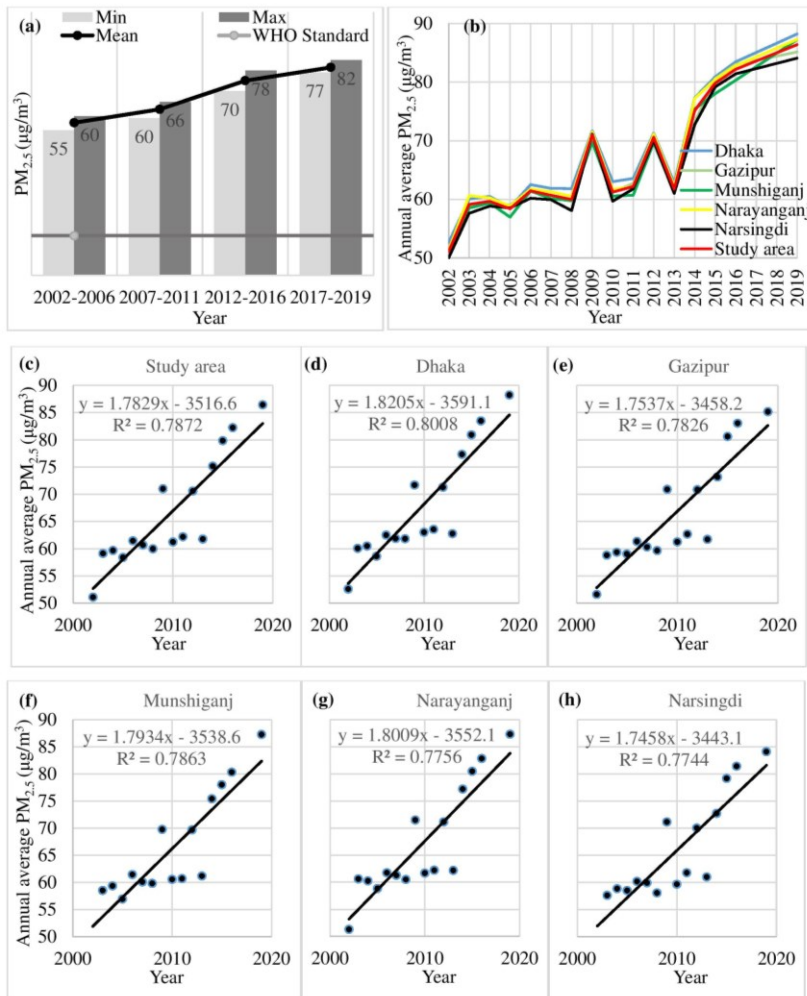 (a)
Min
Max
Mean
WHO Standard
PM2.5 (µg/m³)
55
60
60
66
70
78
77
82
2002-2006 2007-2011 2012-2016 2017-2019
Year
(b)
Annual average PM2.5 (µg/m³)
90
80
70
60
50
Dhaka
Gazipur
Munshiganj
Narayanganj
Narsingdi
Study area
2002 2003 2004 2005 2006 2007 2008 2009 2010 2011 2012 2013 2014 2015 2016 2019
Year
(c) Study area
Annual average PM2.5 (µg/m³)
90
85
80
75
70
65
60
55
50
y = 1.7829x - 3516.6
R² = 0.7872
2000 2010 2020
Year
(d) Dhaka
y = 1.8205x - 3591.1
R² = 0.8008
2000 2010 2020
Year
(e) Gazipur
y = 1.7537x - 3458.2
R² = 0.7826
2000 2010 2020
Year
(f) Munshiganj
Annual average PM2.5 (µg/m³)
90
85
80
75
70
65
60
55
50
y = 1.7934x - 3538.6
R² = 0.7863
2000 2010 2020
Year
(g) Narayanganj
y = 1.8009x - 3552.1
R² = 0.7756
2000 2010 2020
Year
(h) Narsingdi
y = 1.7458x - 3443.1
R² = 0.7744
2000 2010 2020
Year